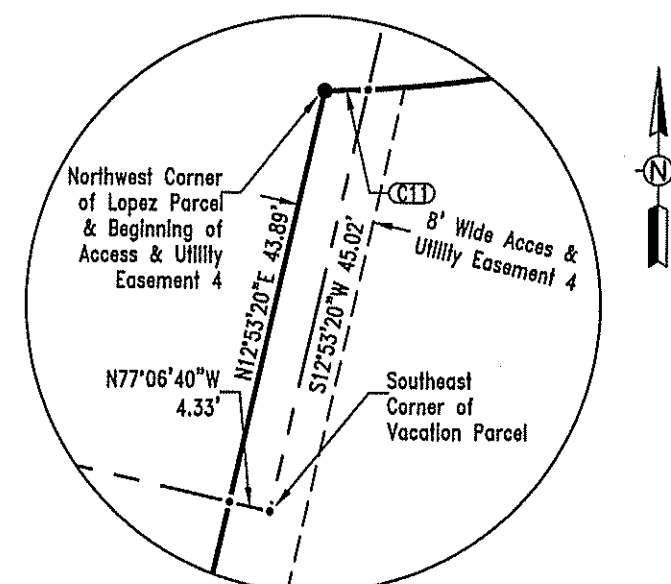 Northwest Corner
of Lopez Parcel
& Beginning of
Access & Utility
Easement 4
N12°53'20"E 43.89'
S12°53'20"W 45.02'
C11
8' Wide Acces &
Utility Easement 4
N
N77°06'40"W
4.33'
Southeast
Corner of
Vacation Parcel